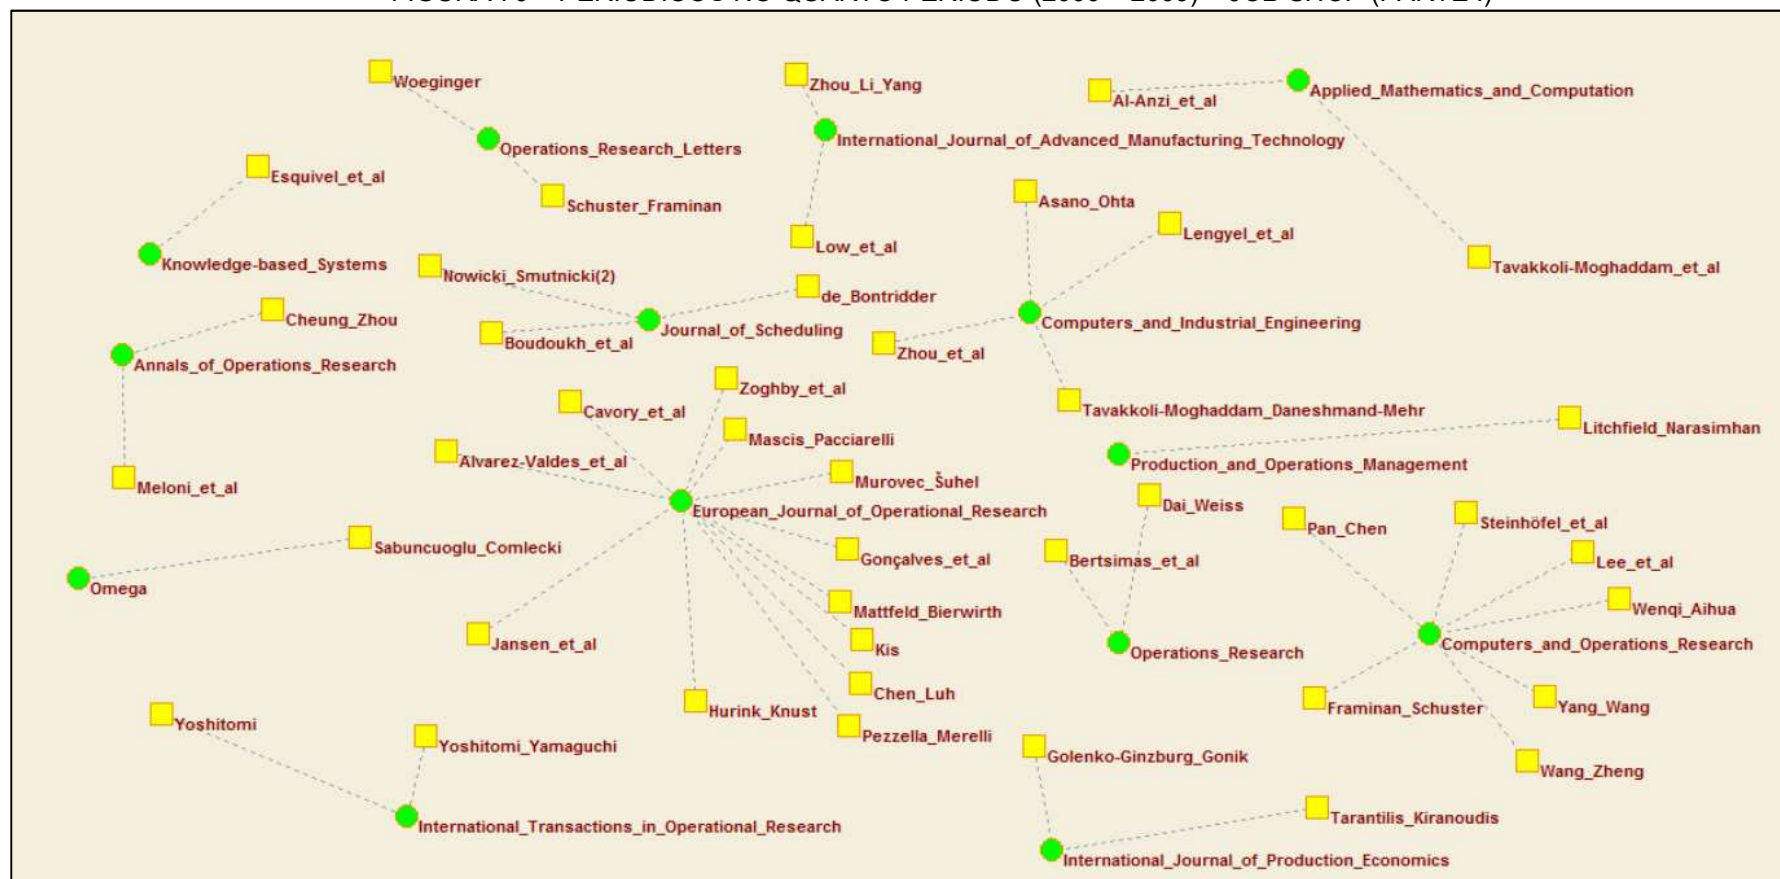 Woeginger
Zhou_Li_Yang
Al-Anzi_et_al
Applied_Mathematics_and_Computation
Operations_Research_Letters
International_Journal_of_Advanced_Manufacturing_Technology
Esquivel_et_al
Schuster_Framinan
Asano_Ohta
Lengyel_et_al
Low_et_al
Knowledge-based_Systems
Tavakkoli-Moghaddam_et_al
Nowicki_Smutnicki(2)
de_Bontridder
Cheung_Zhou
Journal_of_Scheduling
Computers_and_Industrial_Engineering
Boudoukh_et_al
Zhou_et_al
Annals_of_Operations_Research
Zoghby_et_al
Cavory_et_al
Tavakkoli-Moghaddam_Daneshmand-Mehr
Litchfield_Narasimhan
Mascis_Pacciarelli
Alvarez-Valdes_et_al
Production_and_Operations_Management
Murovec_Šuhel
Meloni_et_al
Dai_Weiss
European_Journal_of_Operational_Research
Pan_Chen
Steinhöfel_et_al
Sabuncuoglu_Comlecki
Gonçalves_et_al
Bertsimas_et_al
Lee_et_al
Omega
Mattfeld_Bierwirth
Wenqi_Aihua
Jansen_et_al
Kis
Operations_Research
Computers_and_Operations_Research
Chen_Luh
Hurink_Knust
Framinan_Schuster
Yang_Wang
Yoshitomi
Pezzella_Merelli
Yoshitomi_Yamaguchi
Golenko-Ginzburg_Gonik
Wang_Zheng
Tarantilis_Kiranoudis
International_Transactions_in_Operational_Research
International_Journal_of_Production_Economics